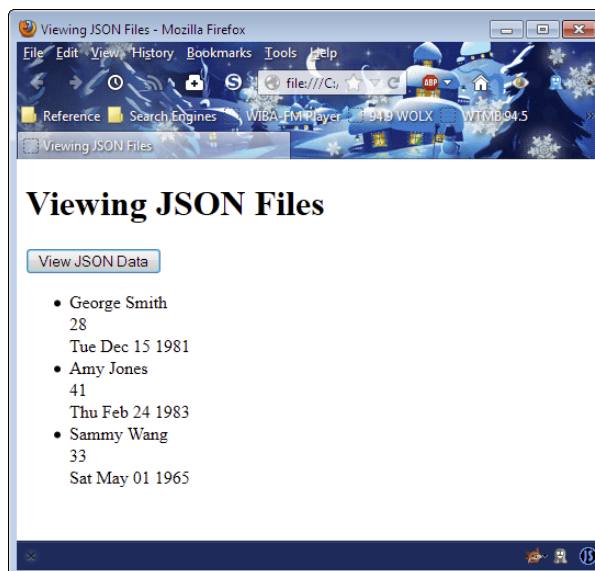 Viewing JSON Files - Mozilla Firefox
File Edit View History Bookmarks Tools Help
S file:///C:/ C ABP
Reference Search Engines WIBA-FM Player 94.9 WOLX WTMB 94.5 »
Viewing JSON Files
Viewing JSON Files
View JSON Data
• George Smith
28
Tue Dec 15 1981
• Amy Jones
41
Thu Feb 24 1983
• Sammy Wang
33
Sat May 01 1965
JS